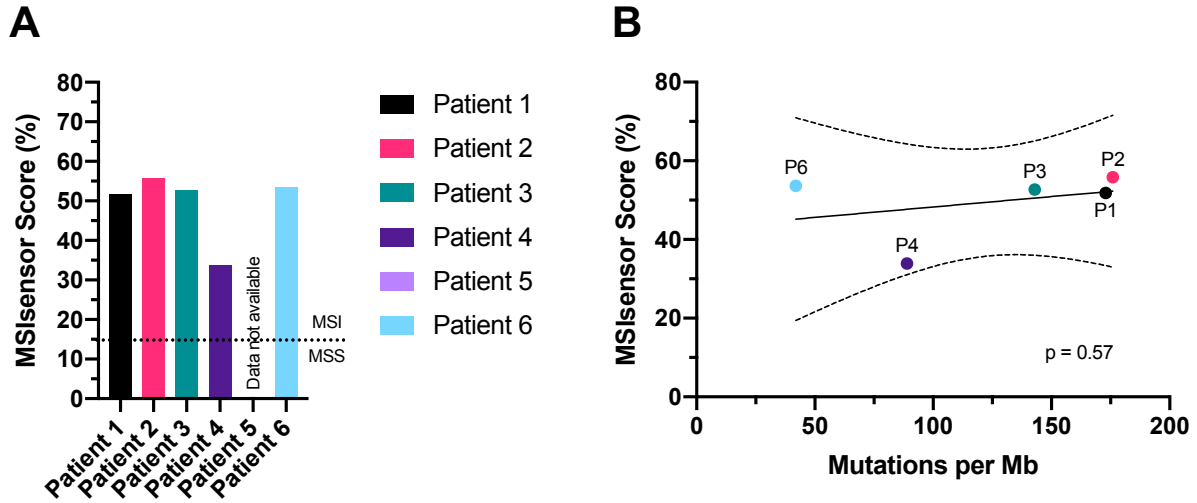 A
MSIsensor Score (%)
80
70
60
50
40
30
20
10
0
Data not available
MSI
MSS
Patient 1
Patient 2
Patient 3
Patient 4
Patient 5
Patient 6
Patient 1
Patient 2
Patient 3
Patient 4
Patient 5
Patient 6
B
MSIsensor Score (%)
80
60
40
20
0
P6
P4
P3
P2
P1
p = 0.57
0
50
100
150
200
Mutations per Mb